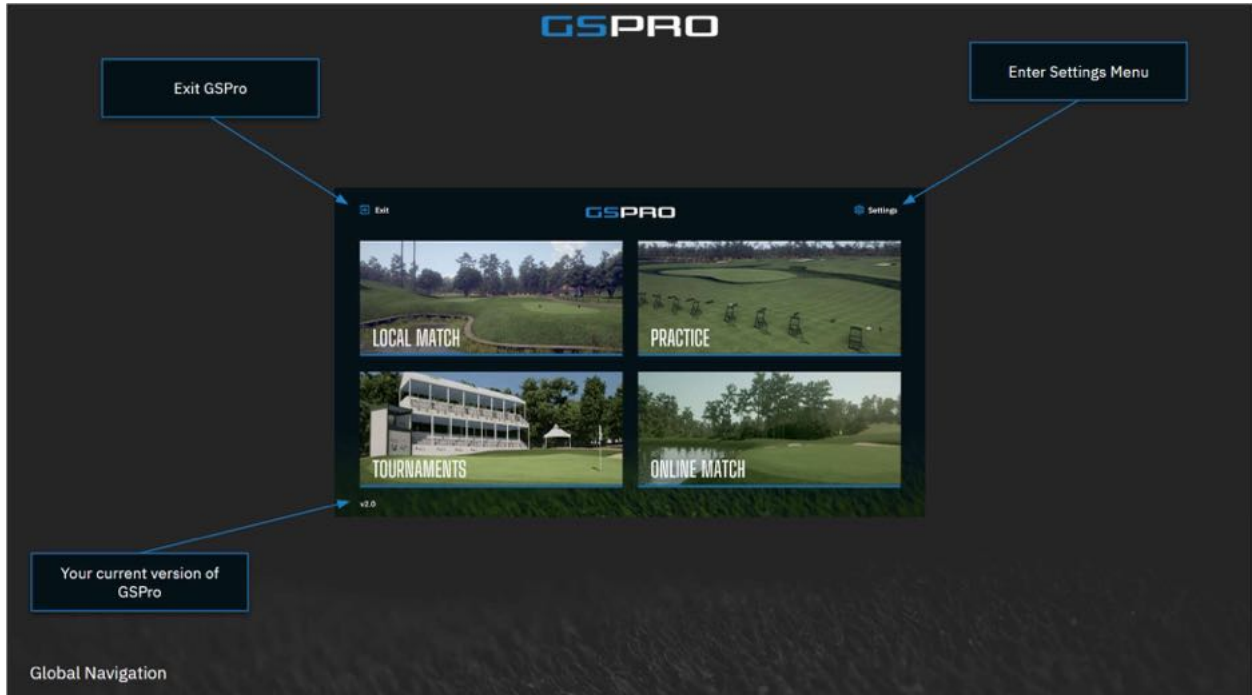 GSPRO
Exit GSPro
Enter Settings Menu
Exit
GSPRO
Settings
LOCAL MATCH
PRACTICE
TOURNAMENTS
ONLINE MATCH
v2.0
Your current version of
GSPro
Global Navigation